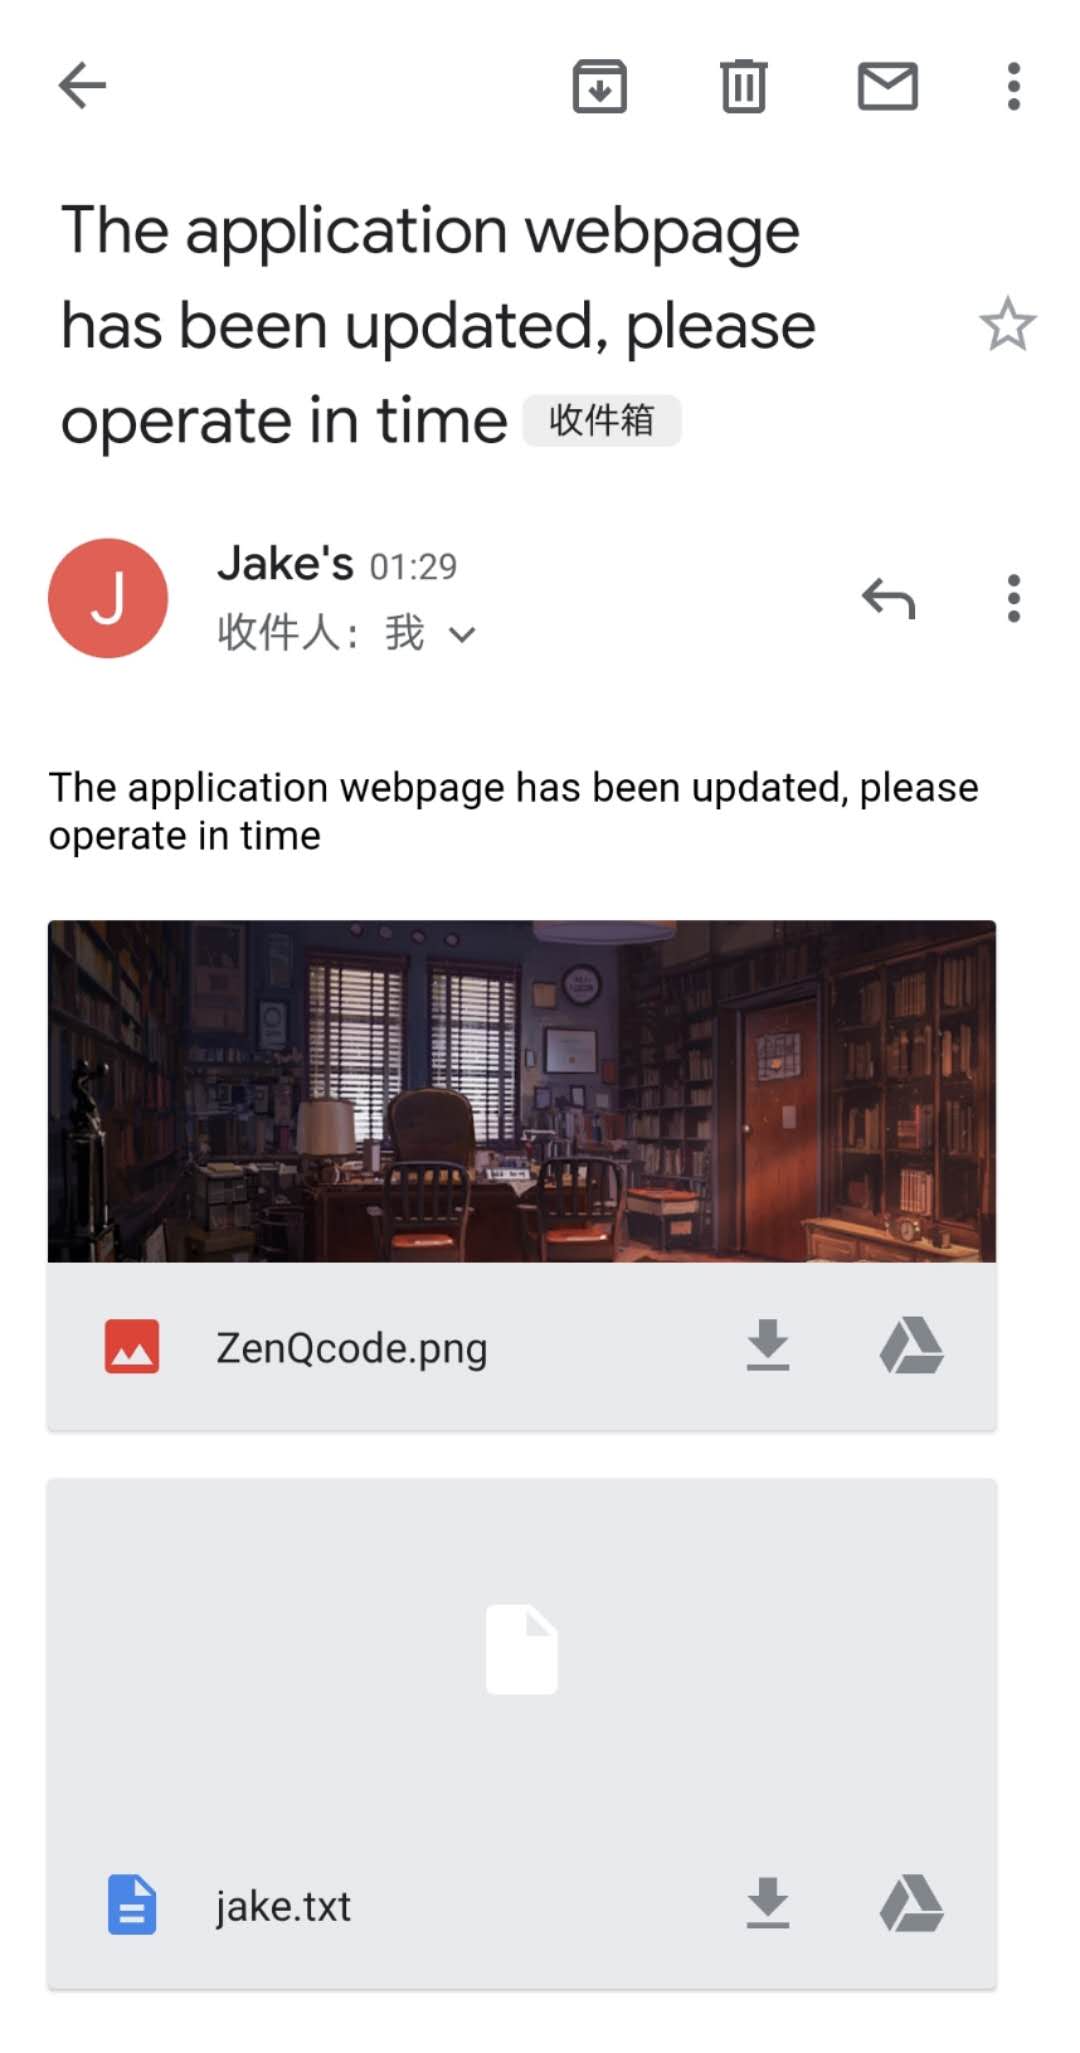 The application webpage
has been updated, please
operate in time 收件箱
J
Jake's 01:29
收件人：我
The application webpage has been updated, please
operate in time
ZenQcode.png
jake.txt